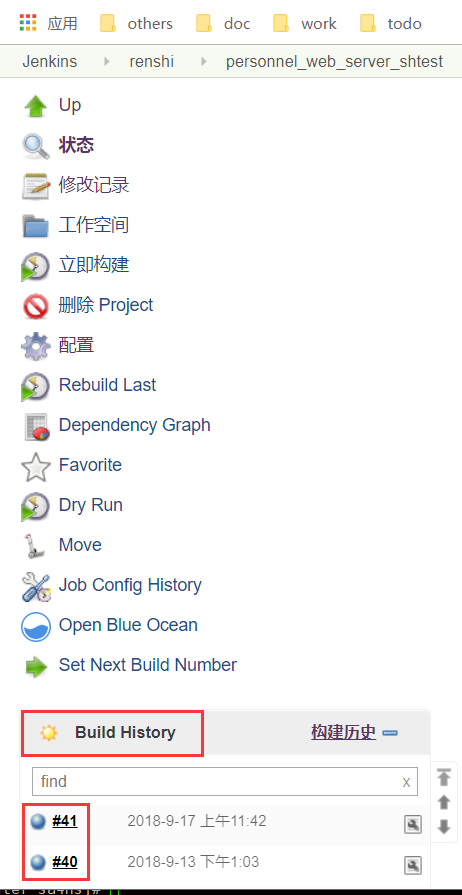 应用 others doc work todo
Jenkins renshi personnel_web_server_shtest
Up
状态
修改记录
工作空间
立即构建
删除 Project
配置
Rebuild Last
Dependency Graph
Favorite
Dry Run
Move
Job Config History
Open Blue Ocean
Set Next Build Number
Build History 构建历史
find x
#41 2018-9-17 上午11:42
#40 2018-9-13 下午1:03